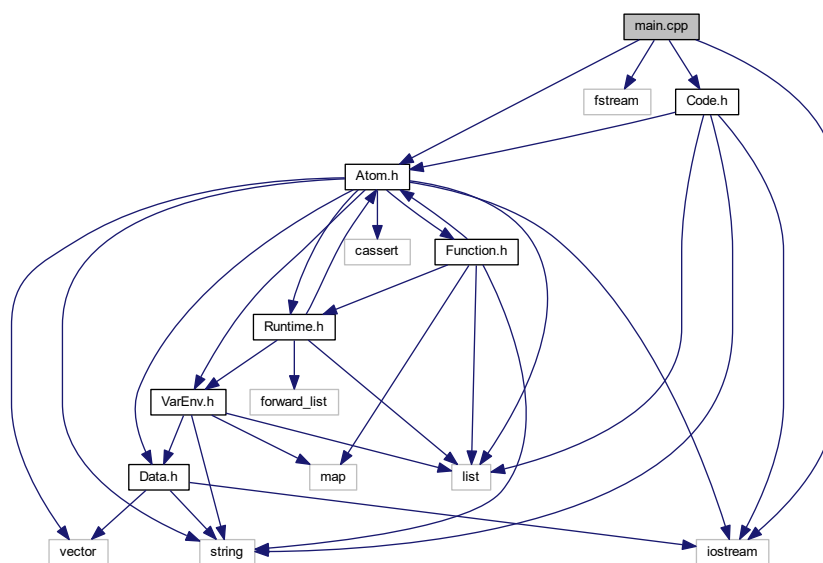 main.cpp
fstream
Code.h
Atom.h
cassert
Function.h
Runtime.h
VarEnv.h
forward_list
Data.h
map
list
vector
string
iostream